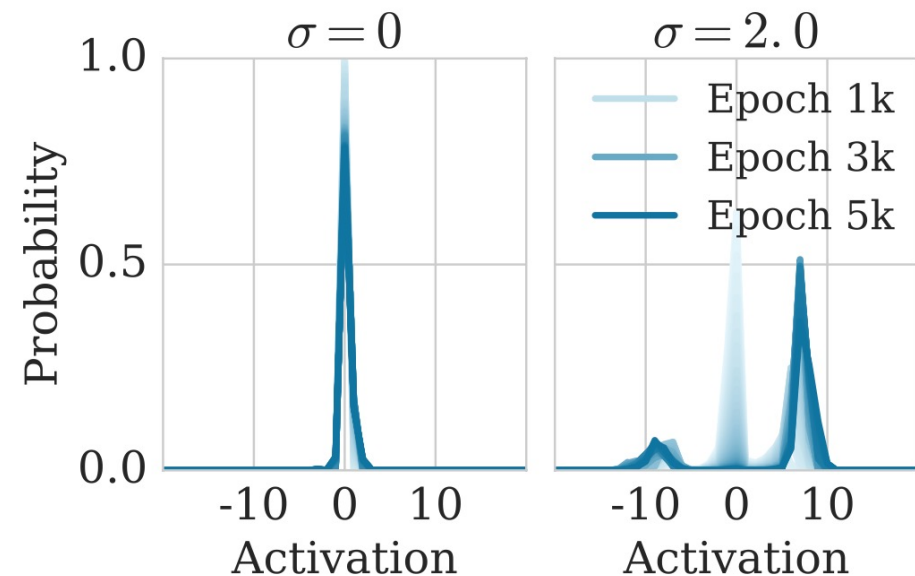 σ = 0
σ = 2.0
Probability
1.0
0.5
0.0
Epoch 1k
Epoch 3k
Epoch 5k
-10 0 10
-10 0 10
Activation
Activation